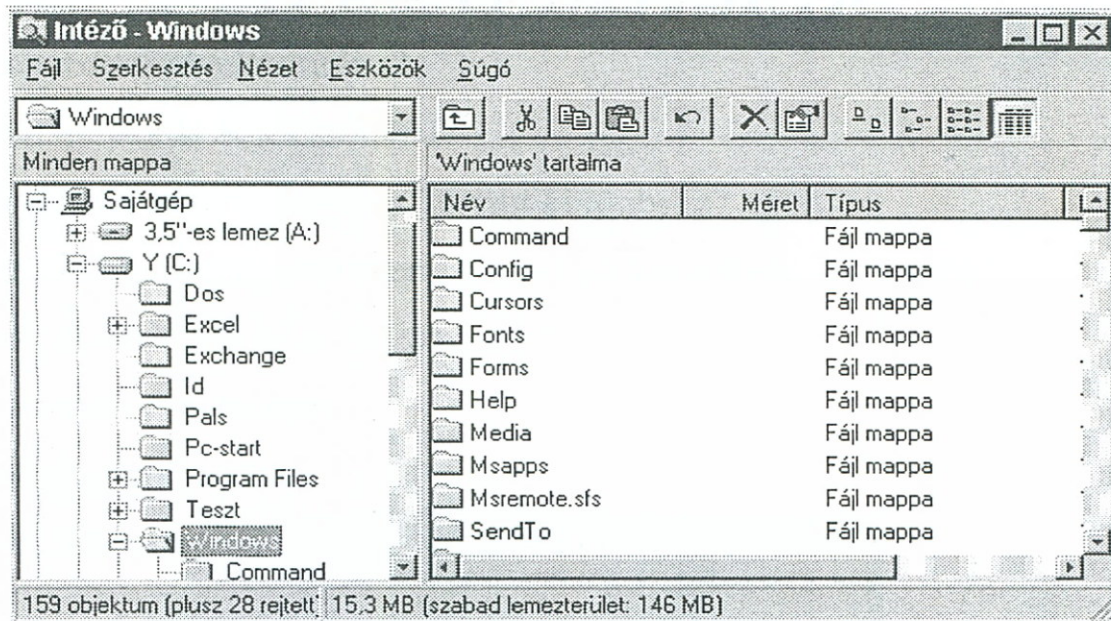 Intéző - Windows
Fájl Szerkesztés Nézet Eszközök Súgó
Windows
Minden mappa
'Windows' tartalma
Sajátgép
3,5''-es lemez (A:)
Y (C:)
Dos
Excel
Exchange
Id
Pals
Pc-start
Program Files
Teszt
Windows
Command
Név Méret Típus
Command Fájl mappa
Config Fájl mappa
Cursors Fájl mappa
Fonts Fájl mappa
Forms Fájl mappa
Help Fájl mappa
Media Fájl mappa
Msapps Fájl mappa
Msremote.sfs Fájl mappa
SendTo Fájl mappa
159 objektum (plusz 28 rejtett) 15,3 MB (szabad lemezterület: 146 MB)